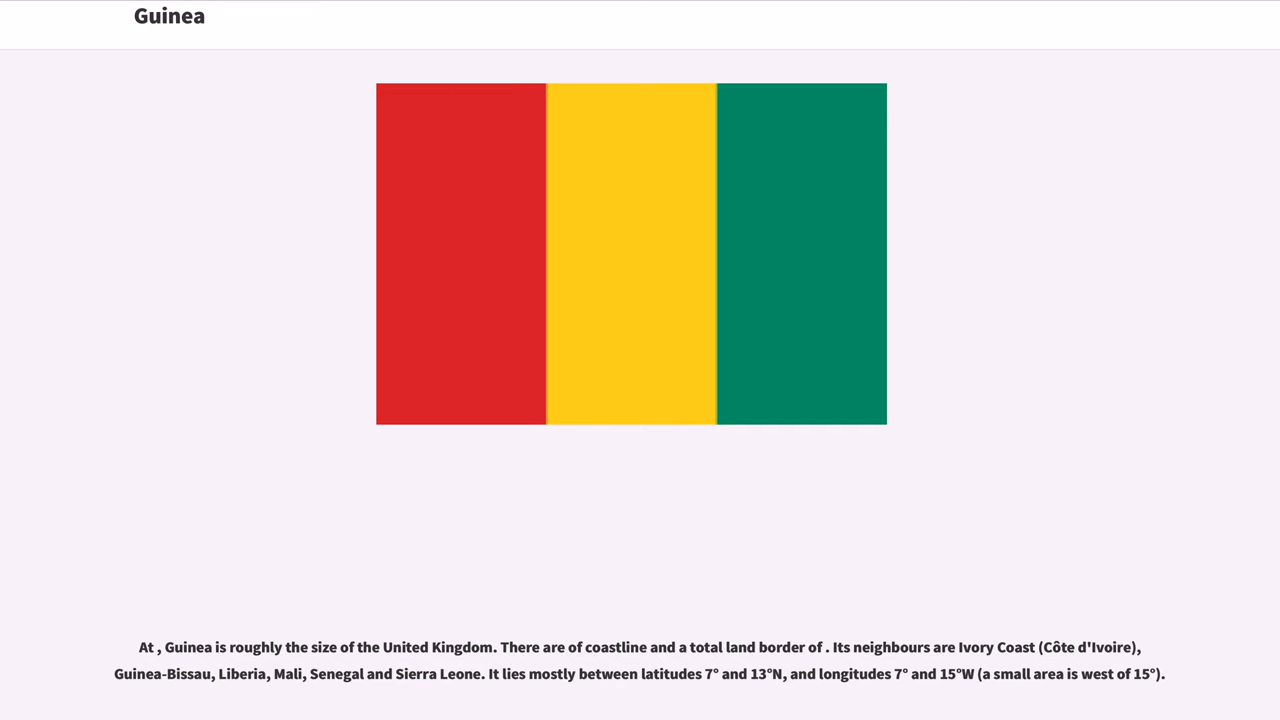 Guinea
At , Guinea is roughly the size of the United Kingdom. There are of coastline and a total land border of . Its neighbours are Ivory Coast (Côte d'Ivoire),
Guinea-Bissau, Liberia, Mali, Senegal and Sierra Leone. It lies mostly between latitudes 7° and 13°N, and longitudes 7° and 15°W (a small area is west of 15°).